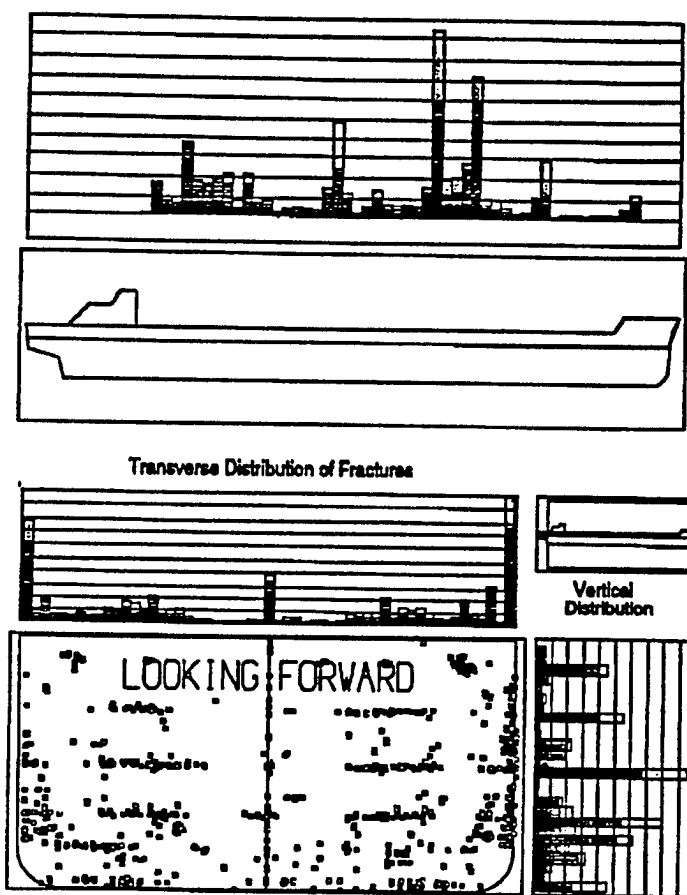 Transverse Distribution of Fractures
Vertical
Distribution
LOOKING FORWARD